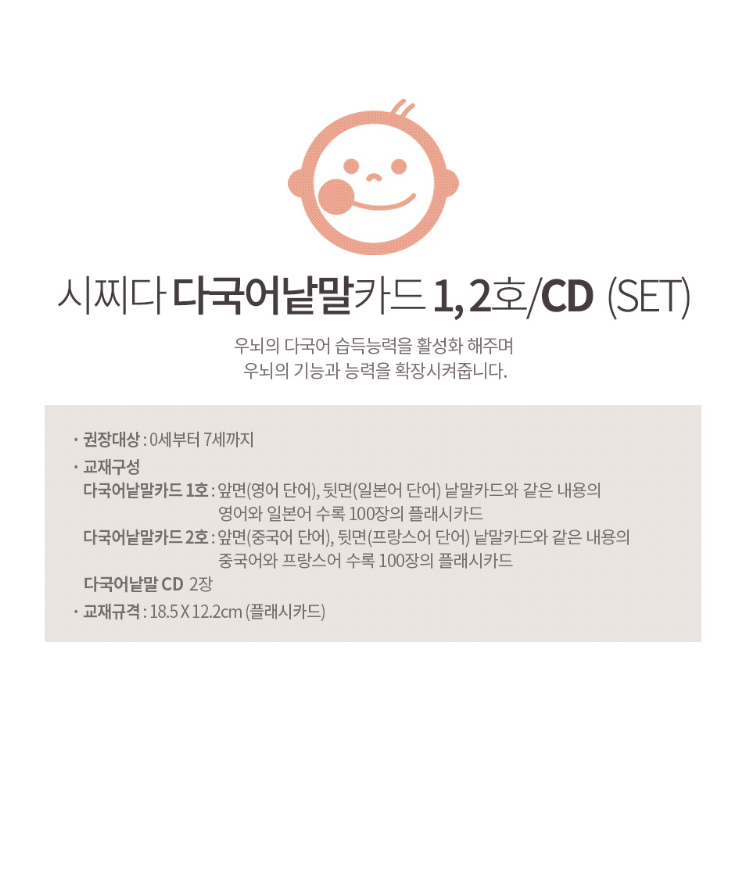 시찌다 다국어낱말카드 1, 2호/CD (SET)
우뇌의 다국어 습득능력을 활성화 해주며
우뇌의 기능과 능력을 확장시켜줍니다.
· 권장대상 : 0세부터 7세까지
· 교재구성
다국어낱말카드 1호 : 앞면(영어 단어), 뒷면(일본어 단어) 낱말카드와 같은 내용의
영어와 일본어 수록 100장의 플래시카드
다국어낱말카드 2호 : 앞면(중국어 단어), 뒷면(프랑스어 단어) 낱말카드와 같은 내용의
중국어와 프랑스어 수록 100장의 플래시카드
다국어낱말 CD 2장
· 교재규격 : 18.5 X 12.2cm (플래시카드)